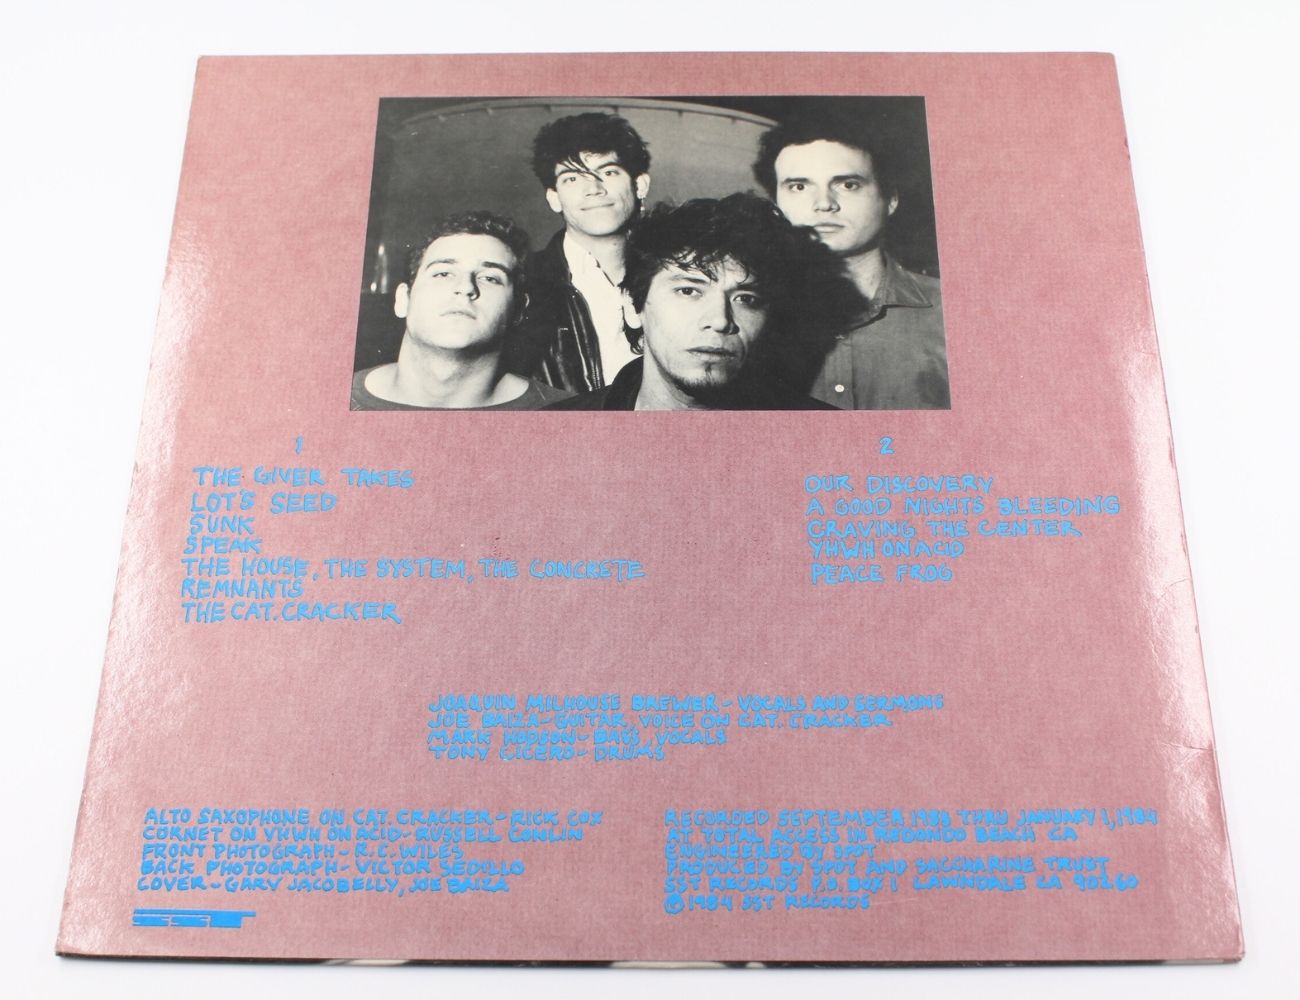 1
THE GIVER TAKES
LOT'S SEED
SUNK
SPEAK
THE HOUSE, THE SYSTEM, THE CONCRETE
REMNANTS
THE CAT. CRACKER
2
OUR DISCOVERY
A GOOD NIGHT'S BLEEDING
CRAVING THE CENTER
YHWH ON ACID
PEACE FROG
JOAQUIN MILHOUSE BREWER - VOCALS AND SERMONS
JOE BAIZA - GUITAR, VOICE ON CAT. CRACKER
MARK HODSON - BASS, VOCALS
TONY CICERO - DRUMS
ALTO SAXOPHONE ON CAT. CRACKER - RICK COX
CORNET ON YHWH ON ACID - RUSSELL CONLIN
FRONT PHOTOGRAPH - R.C. WILES
BACK PHOTOGRAPH - VICTOR SEDILLO
COVER - GARY JACOBELLY, JOE BAIZA
SST
RECORDED SEPTEMBER 1983 THRU JANUARY 1, 1984
AT TOTAL ACCESS IN REDONDO BEACH CA
ENGINEERED BY SPOT
PRODUCED BY SPOT AND SACCHARINE TRUST
SST RECORDS P.O. BOX 1 LAWNDALE CA 90260
© 1984 SST RECORDS